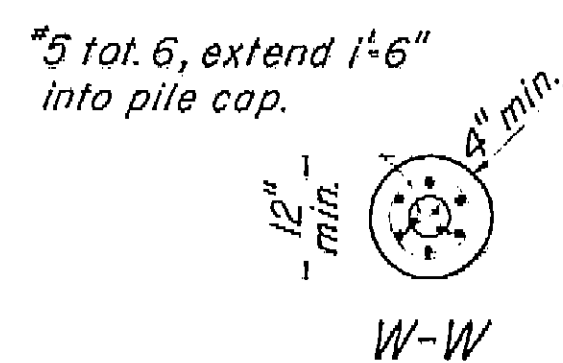 #5 tot. 6, extend 1'-6"
into pile cap.
4" min.
12"
min.
W-W